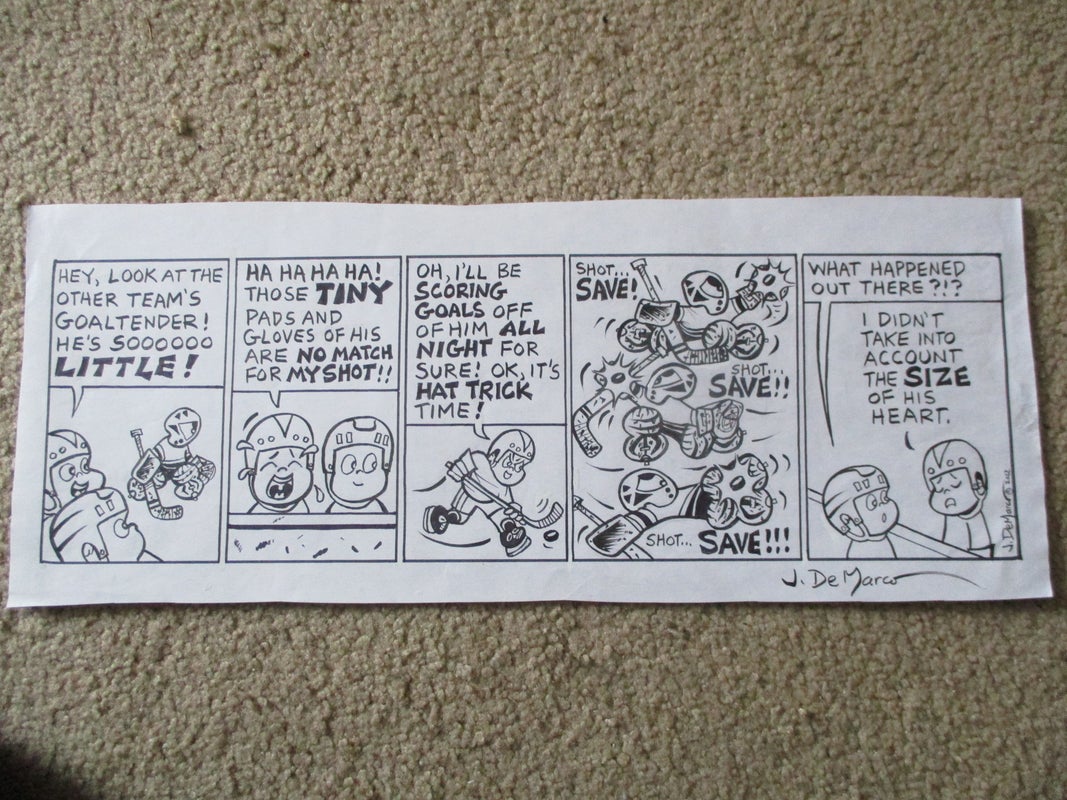 HEY, LOOK AT THE
OTHER TEAM'S
GOALTENDER!
HE'S SOOOOOO
LITTLE!
HA HA HA HA!
THOSE TINY
PADS AND
GLOVES OF HIS
ARE NO MATCH
FOR MY SHOT!!
OH, I'LL BE
SCORING
GOALS OFF
OF HIM ALL
NIGHT FOR
SURE! OK, IT'S
HAT TRICK
TIME!
SHOT...
SAVE!
SHOT...
SAVE!!
SHOT... SAVE!!!
WHAT HAPPENED
OUT THERE?!?
I DIDN'T
TAKE INTO
ACCOUNT
THE SIZE
OF HIS
HEART.
J. DeMarco
J. DeMarco